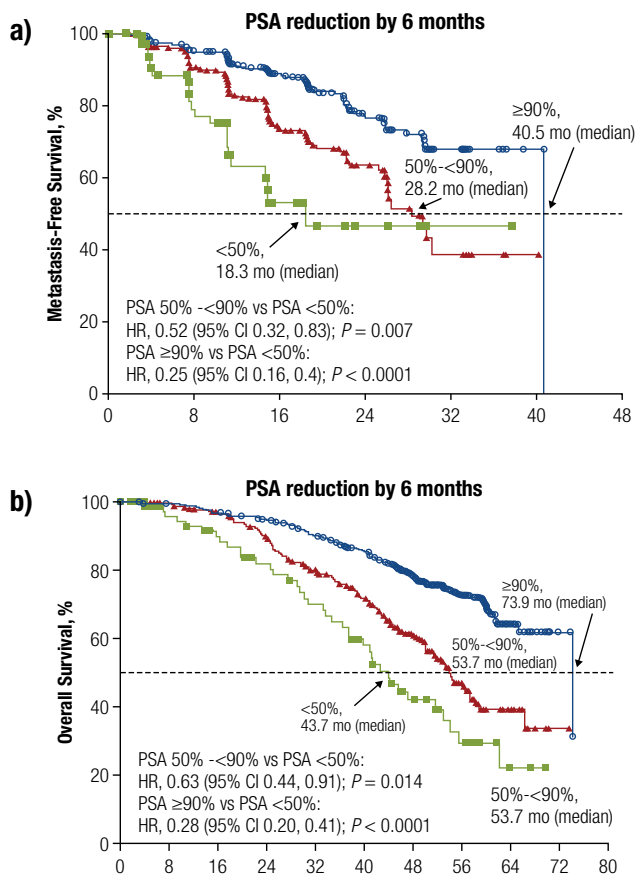 a)
PSA reduction by 6 months
Metastasis-Free Survival, %
100
80
60
40
20
0
≥90%,
40.5 mo (median)
50%-<90%,
28.2 mo (median)
<50%,
18.3 mo (median)
PSA 50% -<90% vs PSA <50%:
HR, 0.52 (95% CI 0.32, 0.83); P = 0.007
PSA ≥90% vs PSA <50%:
HR, 0.25 (95% CI 0.16, 0.4); P < 0.0001
0 8 16 24 32 40 48
b)
PSA reduction by 6 months
Overall Survival, %
100
80
60
40
20
0
≥90%,
73.9 mo (median)
50%-<90%,
53.7 mo (median)
<50%,
43.7 mo (median)
PSA 50% -<90% vs PSA <50%:
HR, 0.63 (95% CI 0.44, 0.91); P = 0.014
PSA ≥90% vs PSA <50%:
HR, 0.28 (95% CI 0.20, 0.41); P < 0.0001
50%-<90%,
53.7 mo (median)
0 8 16 24 32 40 48 56 64 72 80